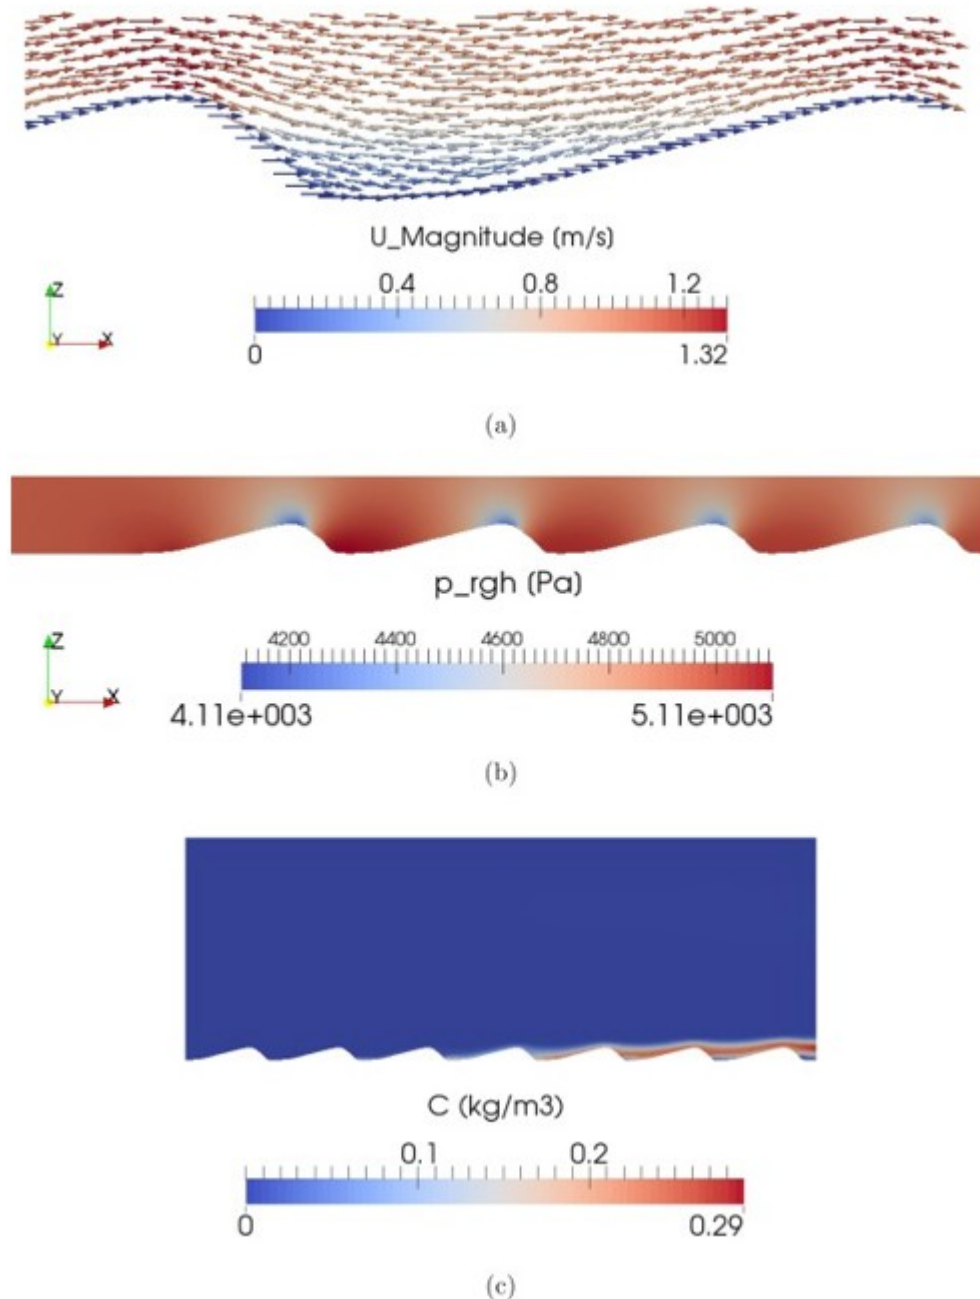 U_Magnitude (m/s)
0.4 0.8 1.2
0 1.32
Z
Y X
(a)
p_rgh (Pa)
4200 4400 4600 4800 5000
4.11e+003 5.11e+003
Z
Y X
(b)
C (kg/m3)
0.1 0.2
0 0.29
(c)